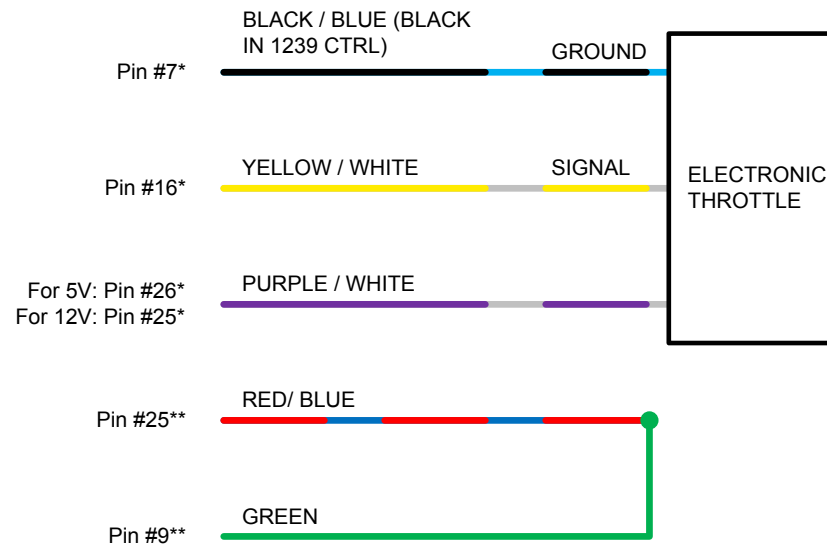 BLACK / BLUE (BLACK
IN 1239 CTRL)
GROUND
Pin #7*
YELLOW / WHITE
SIGNAL
Pin #16*
ELECTRONIC
THROTTLE
PURPLE / WHITE
For 5V: Pin #26*
For 12V: Pin #25*
RED/ BLUE
Pin #25**
GREEN
Pin #9**